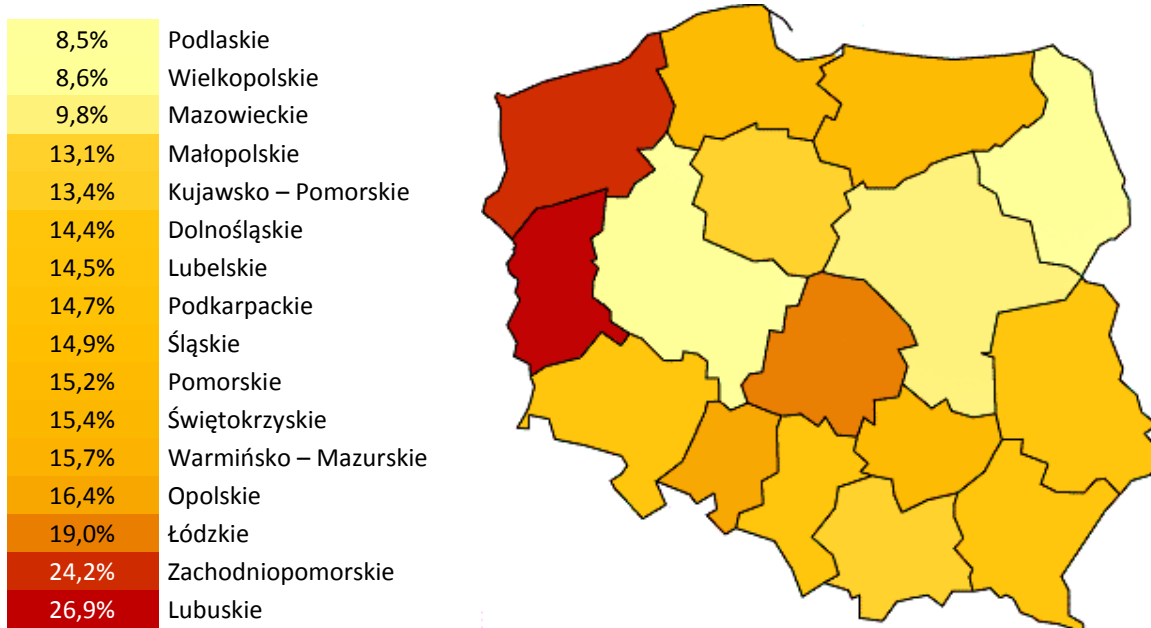 8,5% Podlaskie
8,6% Wielkopolskie
9,8% Mazowieckie
13,1% Małopolskie
13,4% Kujawsko – Pomorskie
14,4% Dolnośląskie
14,5% Lubelskie
14,7% Podkarpackie
14,9% Śląskie
15,2% Pomorskie
15,4% Świętokrzyskie
15,7% Warmińsko – Mazurskie
16,4% Opolskie
19,0% Łódzkie
24,2% Zachodniopomorskie
26,9% Lubuskie